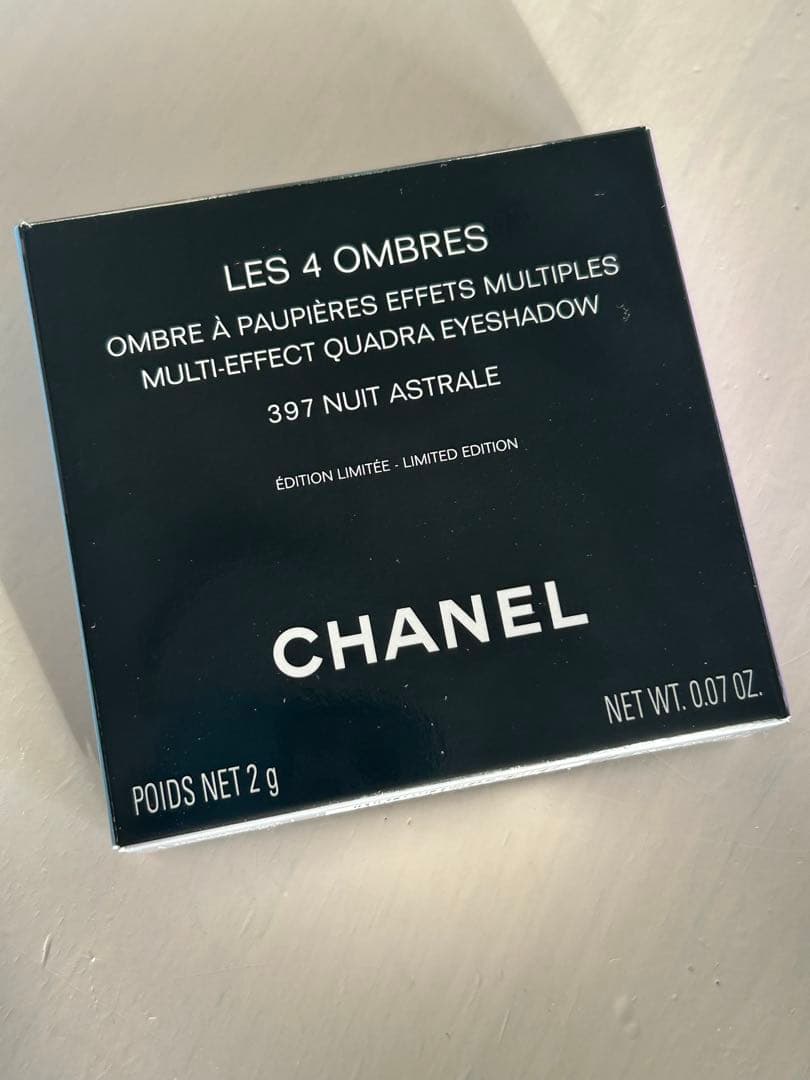 LES 4 OMBRES
OMBRE À PAUPIÈRES EFFETS MULTIPLES
MULTI-EFFECT QUADRA EYESHADOW
397 NUIT ASTRALE
ÉDITION LIMITÉE - LIMITED EDITION
CHANEL
POIDS NET 2 g
NET WT. 0.07 OZ.